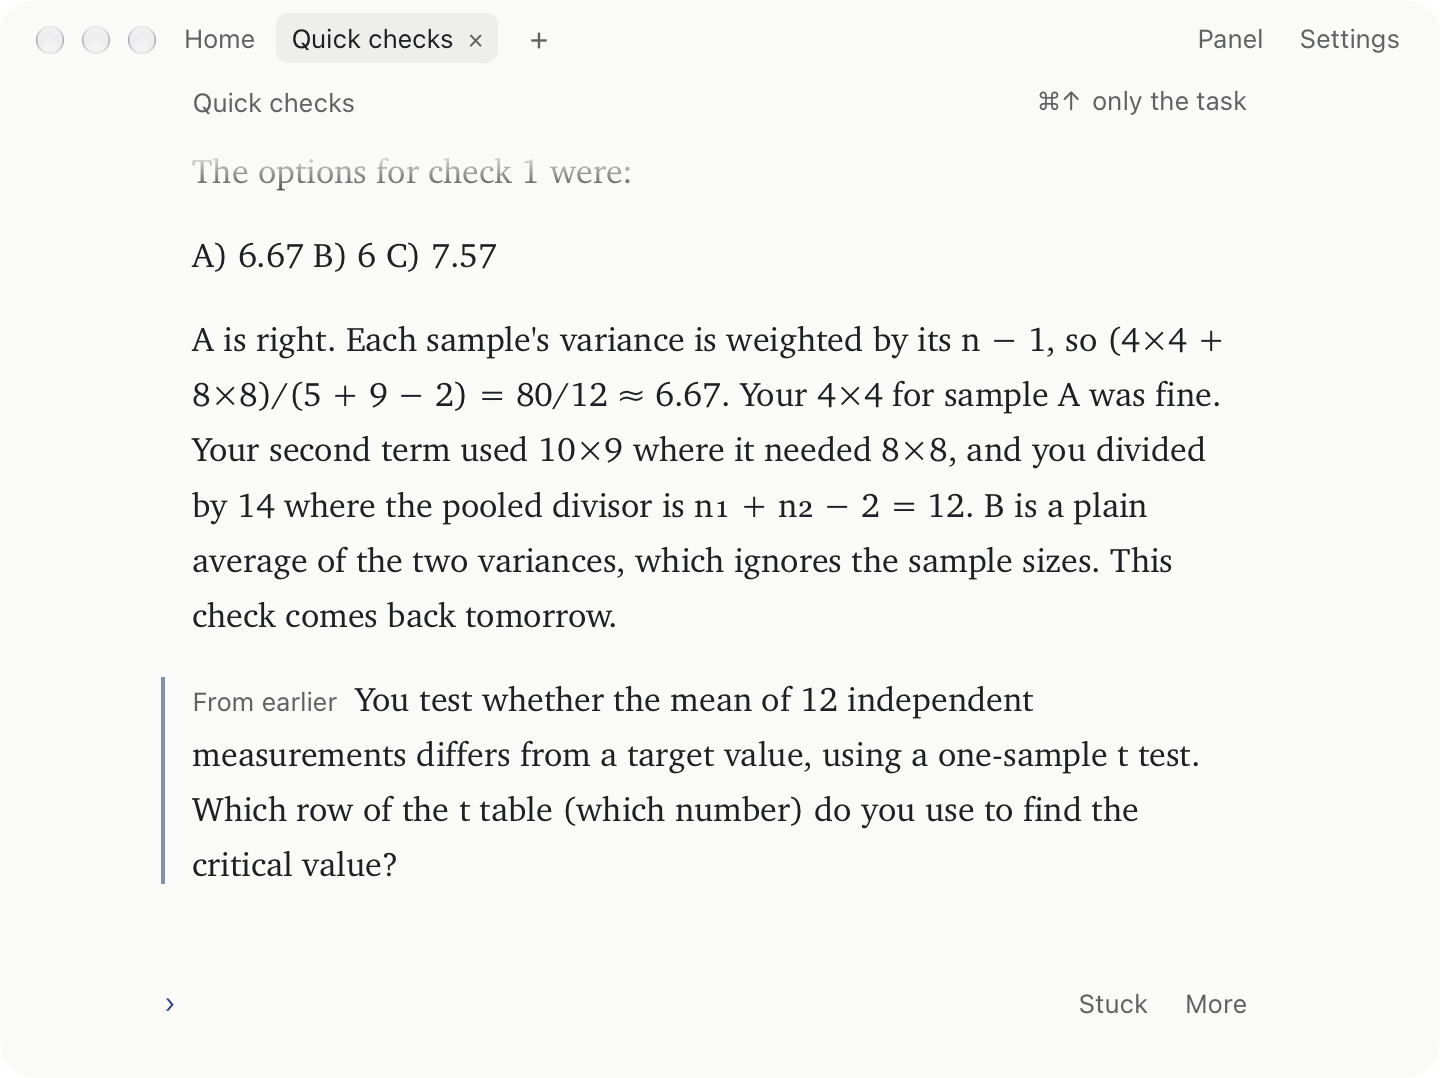 Home
Quick checks ×
+
Panel
Settings
Quick checks
⌘↑ only the task
The options for check 1 were:
A) 6.67 B) 6 C) 7.57
A is right. Each sample's variance is weighted by its n − 1, so (4×4 +
8×8)/(5 + 9 − 2) = 80/12 ≈ 6.67. Your 4×4 for sample A was fine.
Your second term used 10×9 where it needed 8×8, and you divided
by 14 where the pooled divisor is n₁ + n₂ − 2 = 12. B is a plain
average of the two variances, which ignores the sample sizes. This
check comes back tomorrow.
From earlier You test whether the mean of 12 independent
measurements differs from a target value, using a one-sample t test.
Which row of the t table (which number) do you use to find the
critical value?
›
Stuck
More